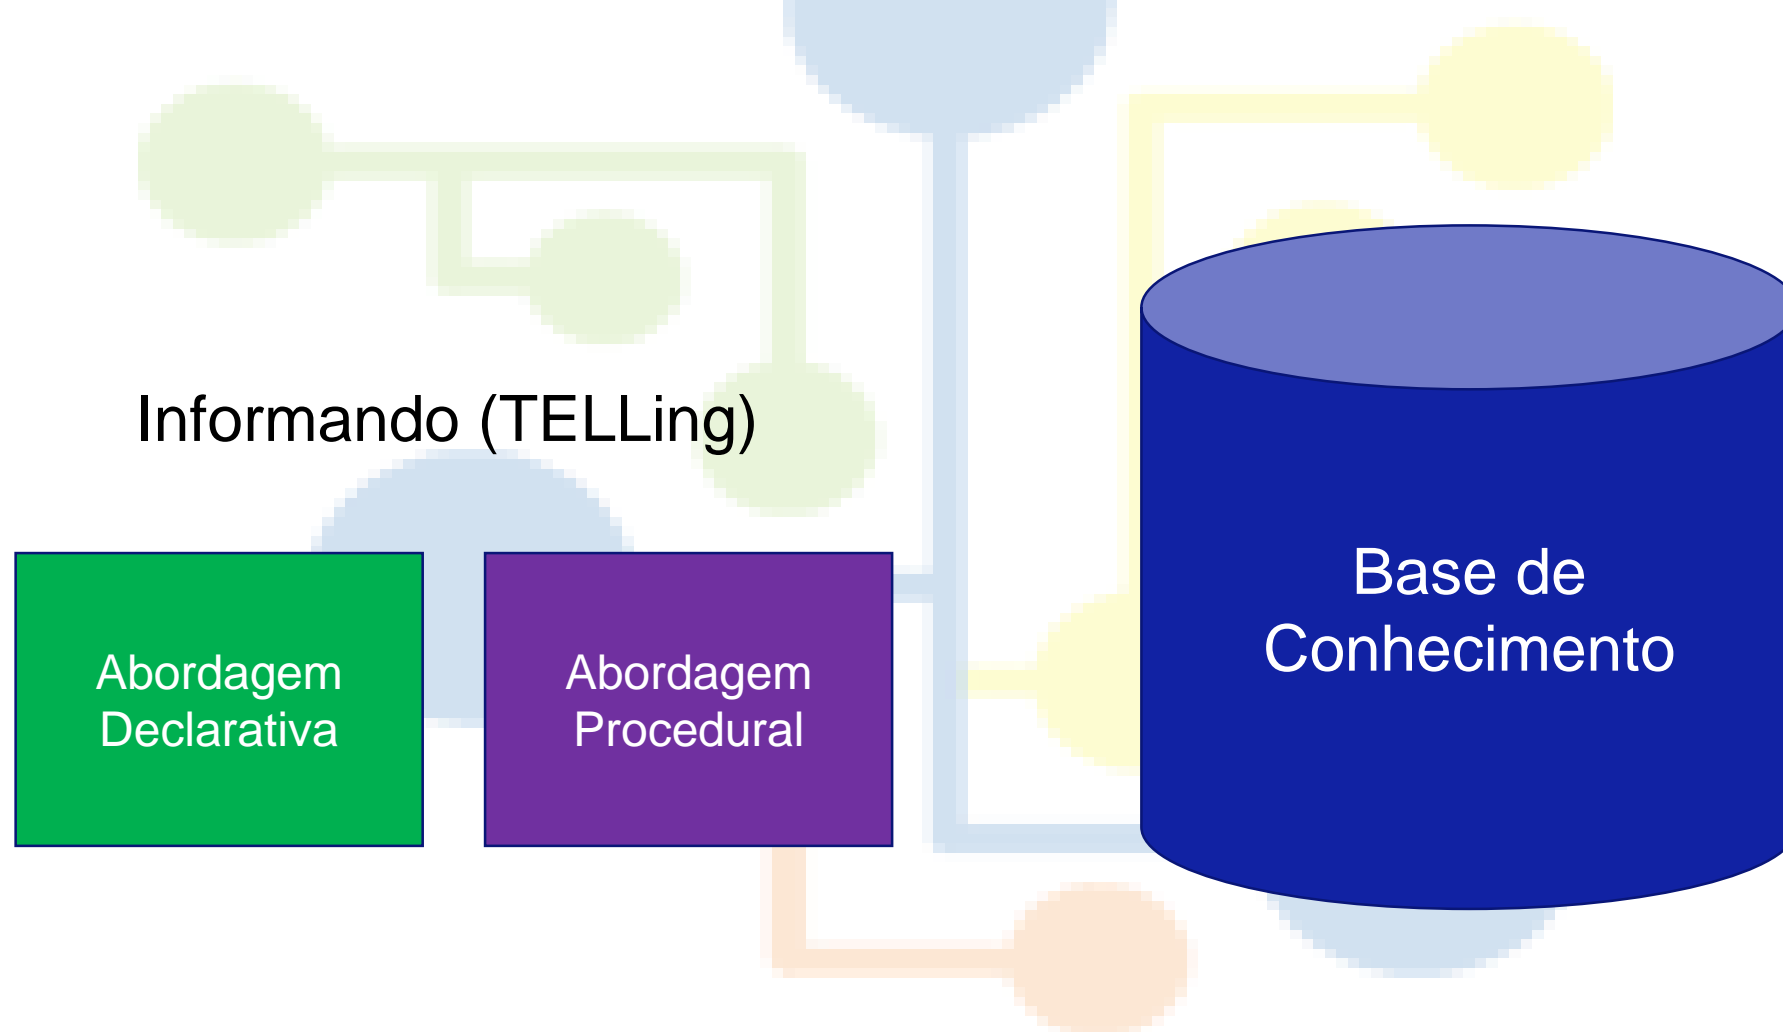 Informando (TELLing)
Abordagem
Declarativa
Abordagem
Procedural
Base de
Conhecimento